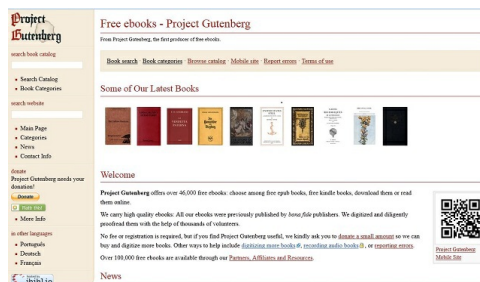 Project
Gutenberg
search book catalog
Search Catalog
Book Categories
search website
Main Page
Categories
News
Contact Info
donate
Project Gutenberg needs your
donation!
Donate
More Info
in other languages
Português
Deutsch
Français
ibiblio
Free ebooks - Project Gutenberg
From Project Gutenberg, the first producer of free ebooks.
Book search · Book categories · Browse catalog · Mobile site · Report errors · Terms of use
Some of Our Latest Books
Welcome
Project Gutenberg offers over 46,000 free ebooks: choose among free epub books, free kindle books, download them or read
them online.
We carry high quality ebooks: All our ebooks were previously published by bona fide publishers. We digitized and diligently
proofread them with the help of thousands of volunteers.
No fee or registration is required, but if you find Project Gutenberg useful, we kindly ask you to donate a small amount so we can
buy and digitize more books. Other ways to help include digitizing more books, recording audio books, or reporting errors.
Over 100,000 free ebooks are available through our Partners, Affiliates and Resources.
Project Gutenberg
Mobile Site
News